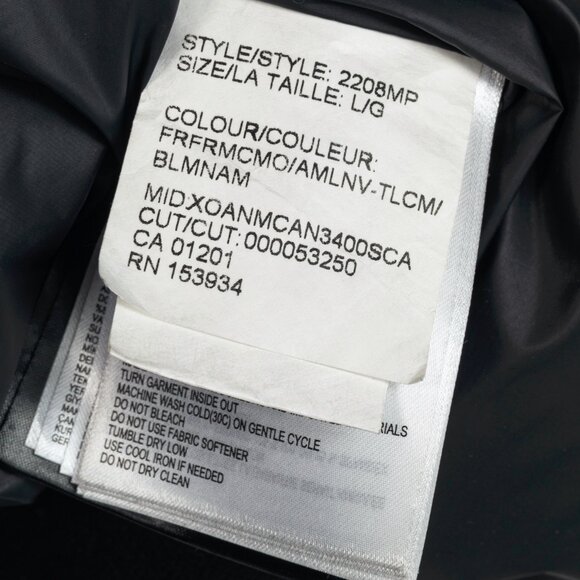 STYLE/STYLE: 2208MP
SIZE/LA TAILLE: L/G
COLOUR/COULEUR:
FRFRMCMO/AMLNV-TLCM/
BLMNAM
MID:XOANMCAN3400SCA
CUT/CUT: 000053250
CA 01201
RN 153934
TURN GARMENT INSIDE OUT
MACHINE WASH COLD(30C) ON GENTLE CYCLE
DO NOT BLEACH
DO NOT USE FABRIC SOFTENER
TUMBLE DRY LOW
USE COOL IRON IF NEEDED
DO NOT DRY CLEAN